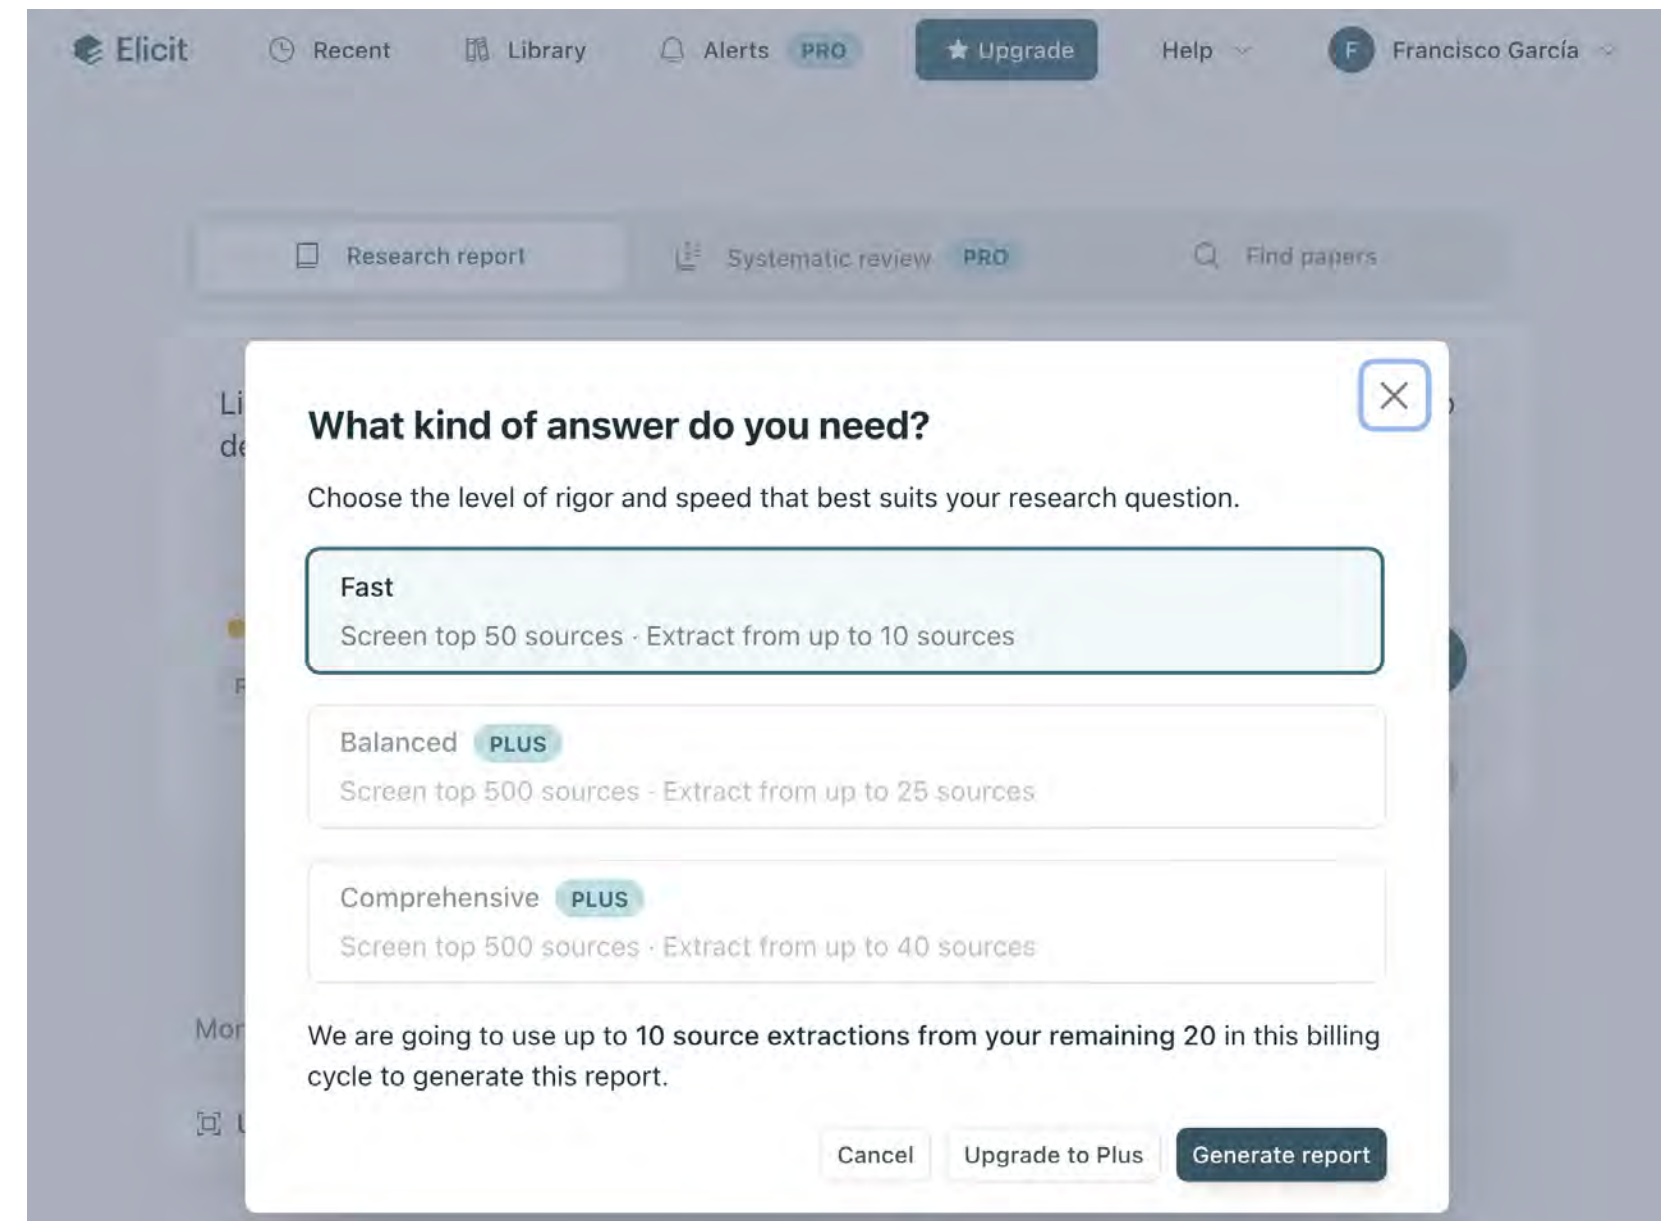 Elicit
Recent
Library
Alerts PRO
Upgrade
Help
F Francisco García
Research report
Systematic review PRO
Find papers
Li
de
What kind of answer do you need?
Choose the level of rigor and speed that best suits your research question.
Fast
Screen top 50 sources · Extract from up to 10 sources
Balanced PLUS
Screen top 500 sources · Extract from up to 25 sources
Comprehensive PLUS
Screen top 500 sources · Extract from up to 40 sources
Mor
We are going to use up to 10 source extractions from your remaining 20 in this billing
cycle to generate this report.
Cancel
Upgrade to Plus
Generate report